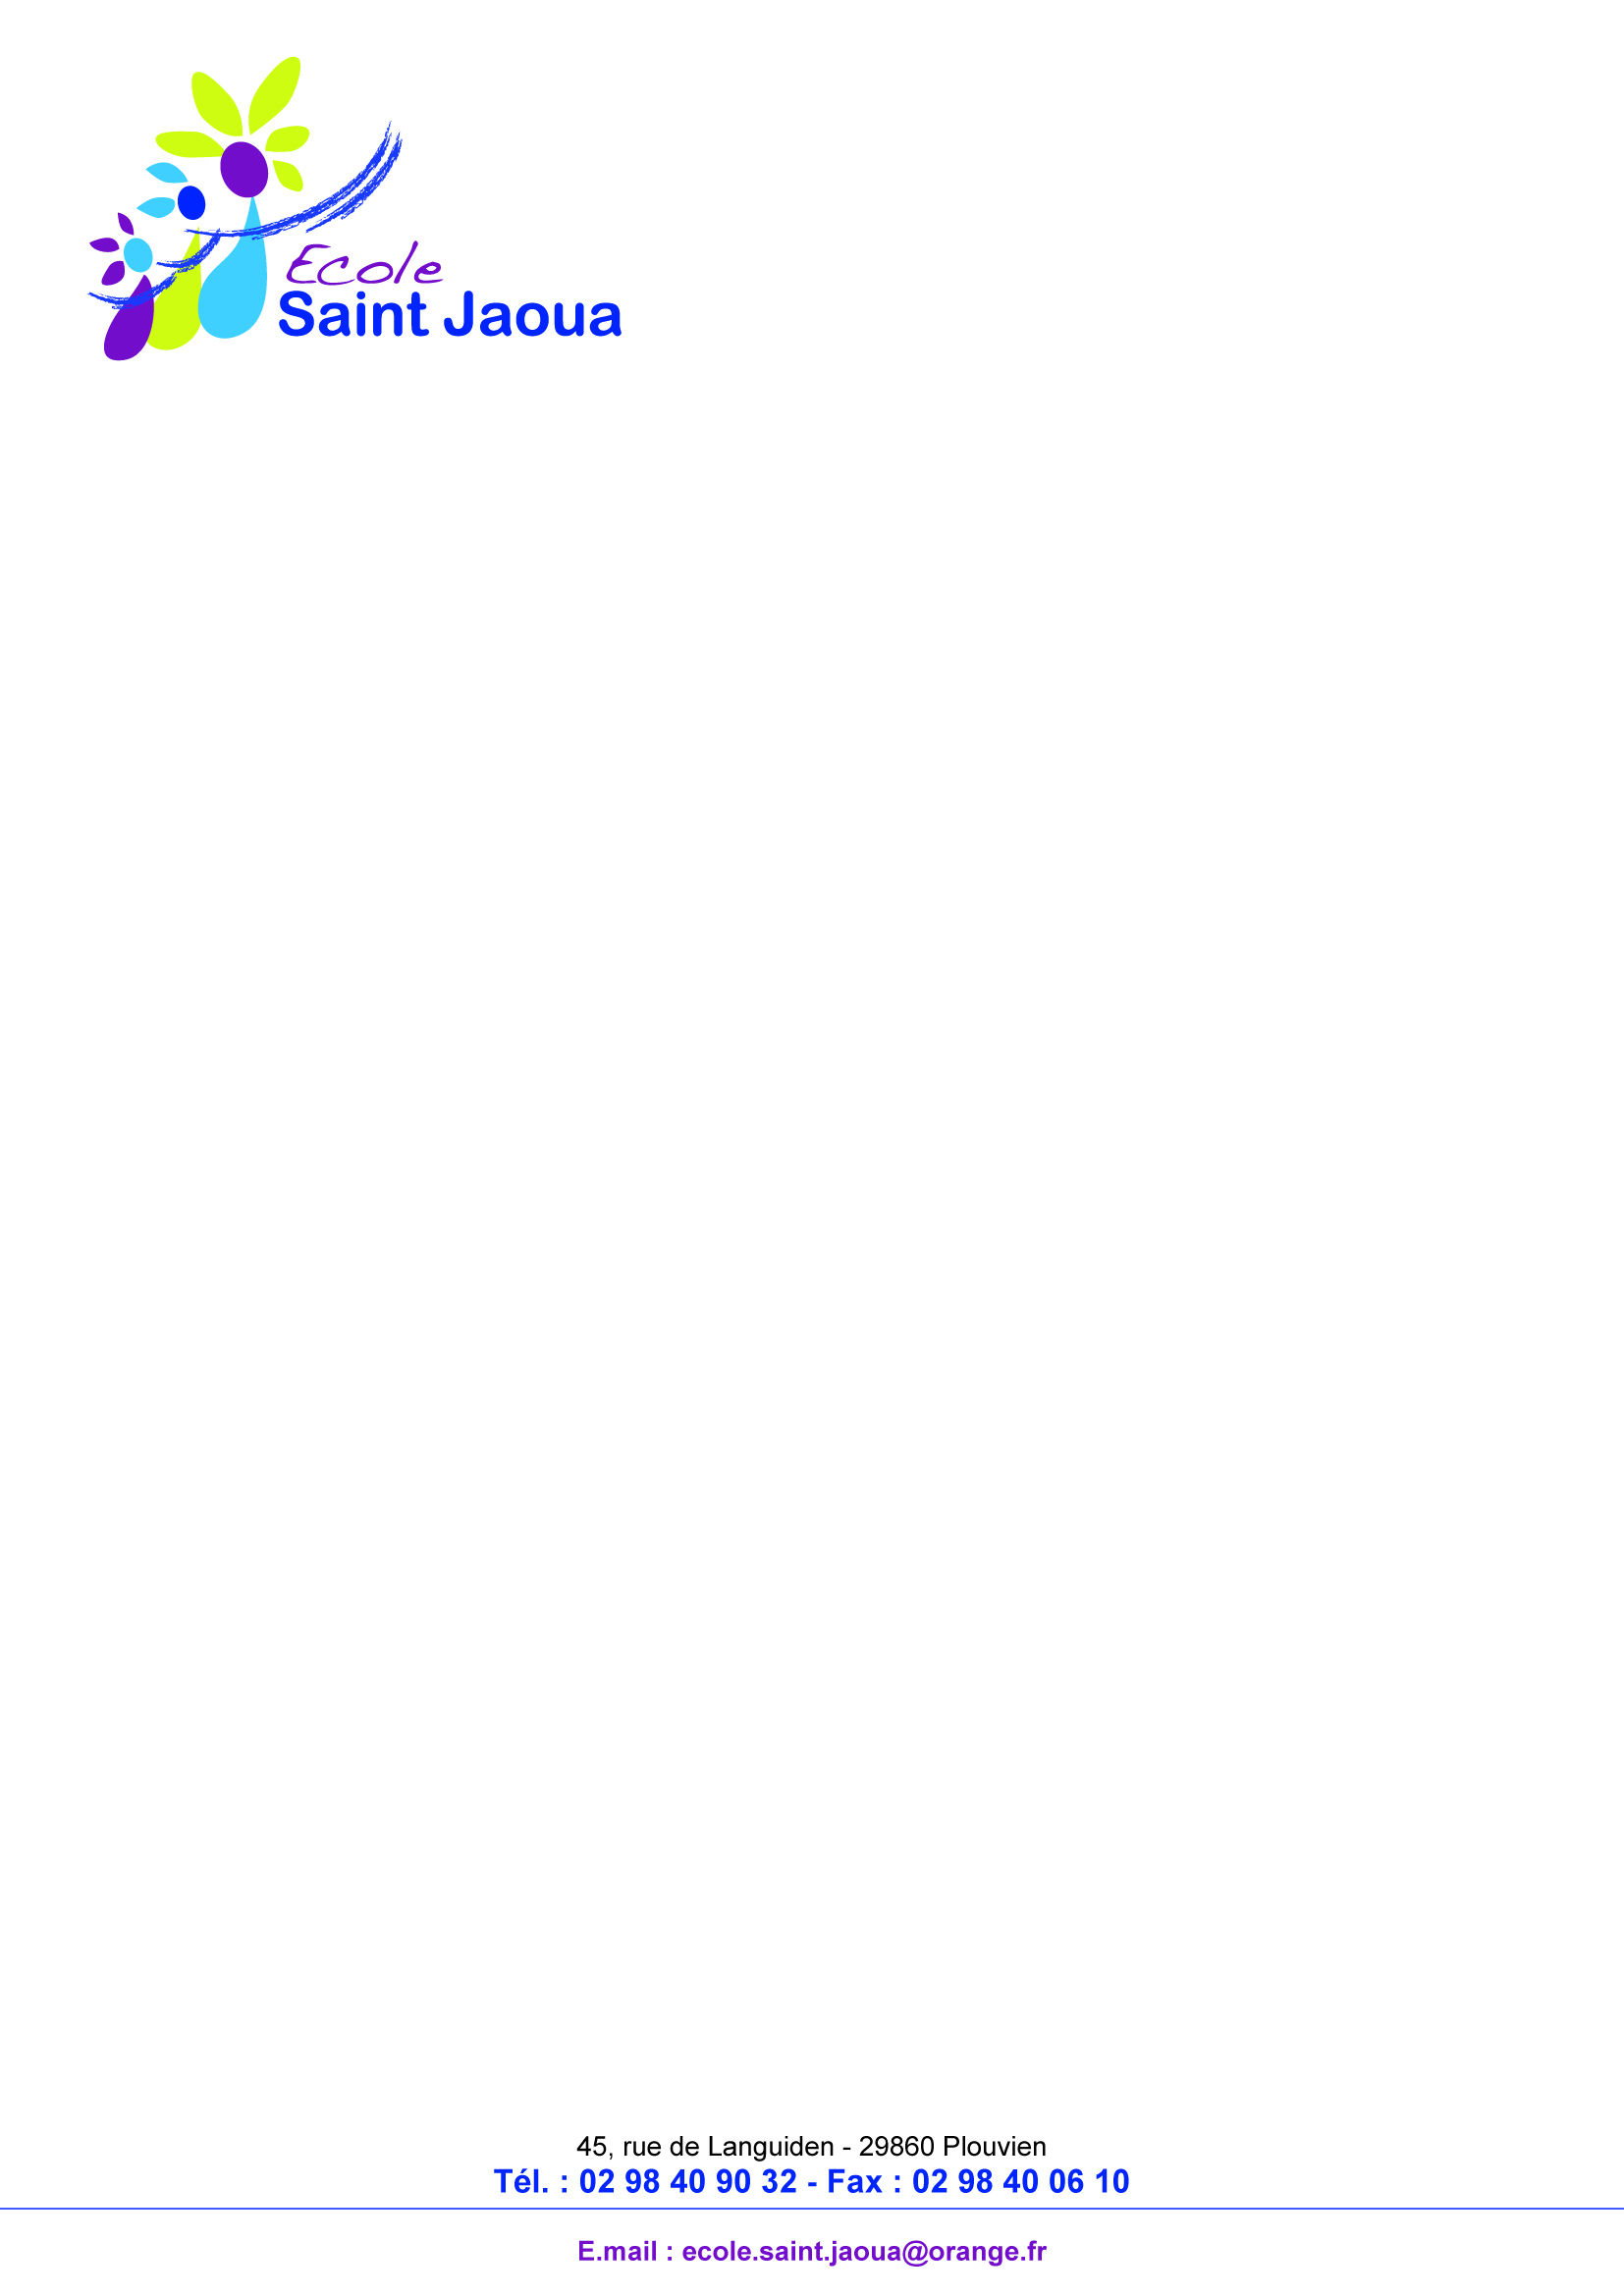 Ecole
Saint Jaoua
45, rue de Languiden - 29860 Plouvien
Tél. : 02 98 40 90 32 - Fax : 02 98 40 06 10
E.mail : ecole.saint.jaoua@orange.fr